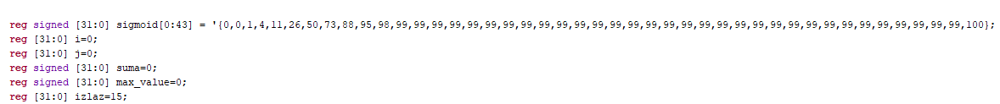 reg signed [31:0] sigmoid[0:43] = '{0,0,1,4,11,26,50,73,88,95,98,99,99,99,99,99,99,99,99,99,99,99,99,99,99,99,99,99,99,99,99,99,99,99,99,99,99,99,99,99,99,99,99,100};
reg [31:0] i=0;
reg [31:0] j=0;
reg signed [31:0] suma=0;
reg signed [31:0] max_value=0;
reg [31:0] izlaz=15;